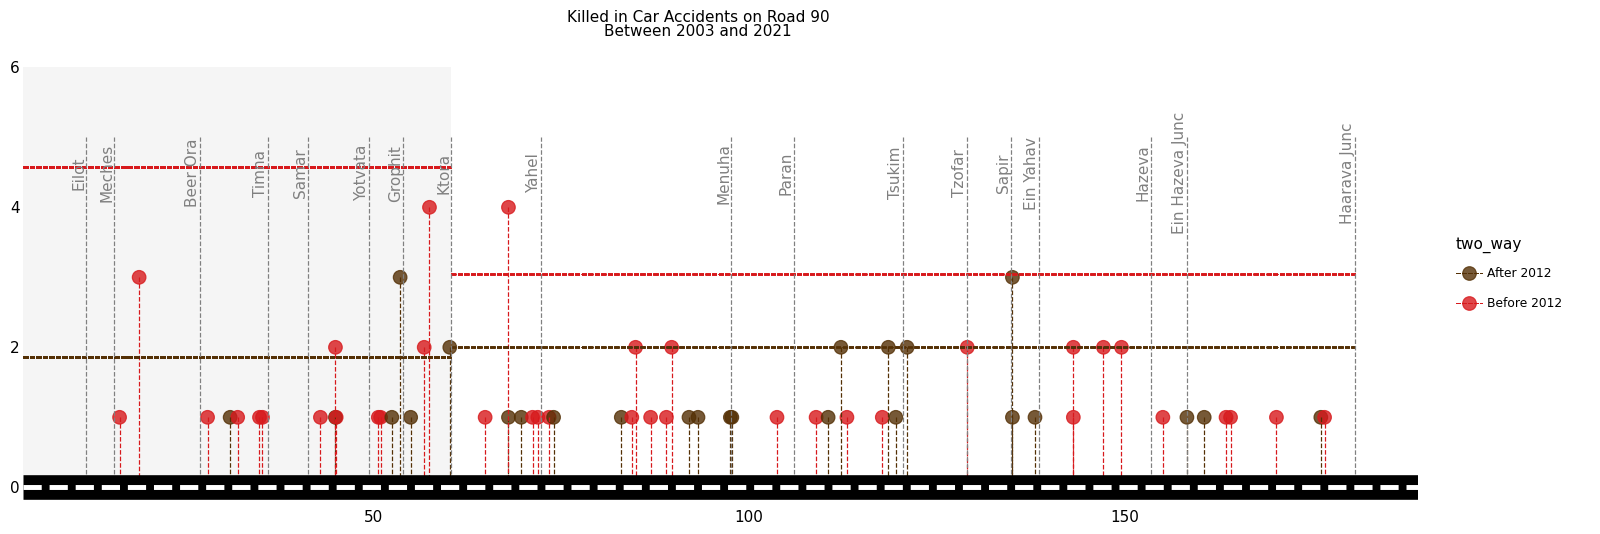 Killed in Car Accidents on Road 90
Between 2003 and 2021
6
4
2
0
Eilot
Meches
Beer Ora
Timna
Samar
Yotvata
Grophit
Ktora
Yahel
Menuha
Paran
Tsukim
Tzofar
Sapir
Ein Yahav
Hazeva
Ein Hazeva Junc
Haarava Junc
50
100
150
two_way
After 2012
Before 2012